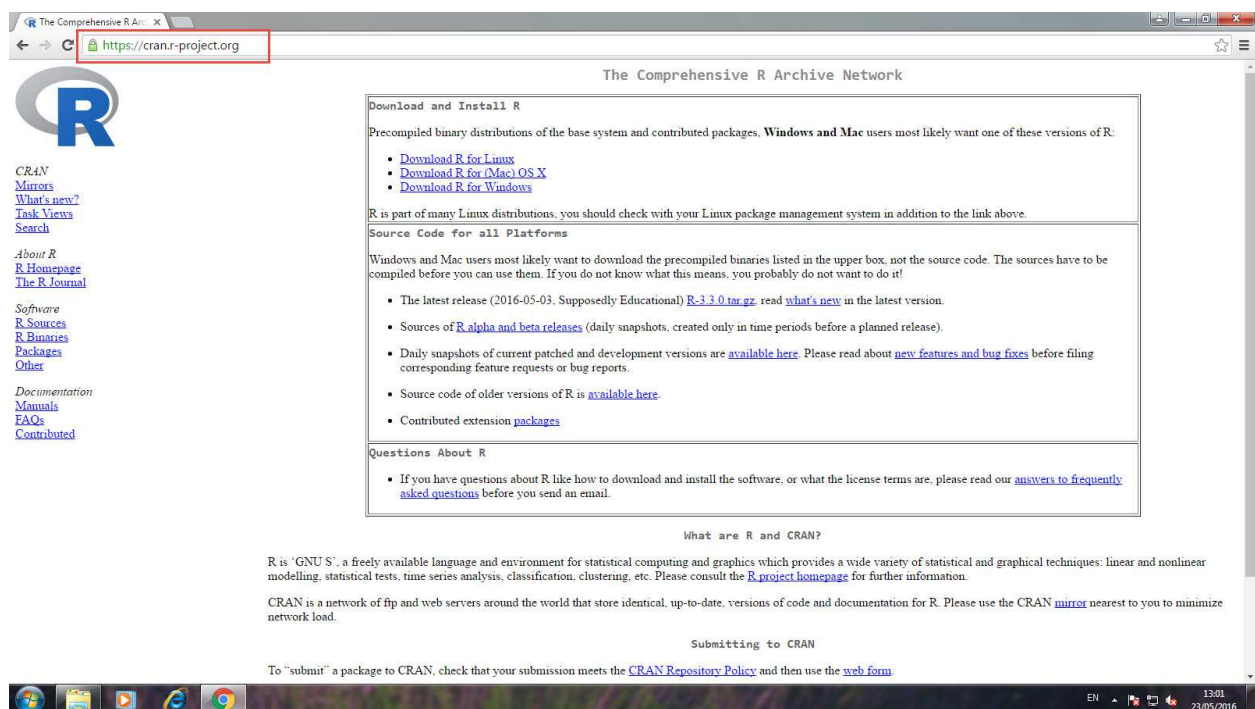 The Comprehensive R Arc
https://cran.r-project.org
R
CRAN
Mirrors
What's new?
Task Views
Search
About R
R Homepage
The R Journal
Software
R Sources
R Binaries
Packages
Other
Documentation
Manuals
FAQs
Contributed
The Comprehensive R Archive Network
Download and Install R
Precompiled binary distributions of the base system and contributed packages, Windows and Mac users most likely want one of these versions of R:
• Download R for Linux
• Download R for (Mac) OS X
• Download R for Windows
R is part of many Linux distributions, you should check with your Linux package management system in addition to the link above.
Source Code for all Platforms
Windows and Mac users most likely want to download the precompiled binaries listed in the upper box, not the source code. The sources have to be
compiled before you can use them. If you do not know what this means, you probably do not want to do it!
• The latest release (2016-05-03, Supposedly Educational) R-3.3.0.tar.gz, read what's new in the latest version.
• Sources of R alpha and beta releases (daily snapshots, created only in time periods before a planned release).
• Daily snapshots of current patched and development versions are available here. Please read about new features and bug fixes before filing
corresponding feature requests or bug reports.
• Source code of older versions of R is available here.
• Contributed extension packages
Questions About R
• If you have questions about R like how to download and install the software, or what the license terms are, please read our answers to frequently
asked questions before you send an email.
What are R and CRAN?
R is ‘GNU S’, a freely available language and environment for statistical computing and graphics which provides a wide variety of statistical and graphical techniques: linear and nonlinear
modelling, statistical tests, time series analysis, classification, clustering, etc. Please consult the R project homepage for further information.
CRAN is a network of ftp and web servers around the world that store identical, up-to-date, versions of code and documentation for R. Please use the CRAN mirror nearest to you to minimize
network load.
Submitting to CRAN
To “submit” a package to CRAN, check that your submission meets the CRAN Repository Policy and then use the web form.
EN
13:01
23/05/2016